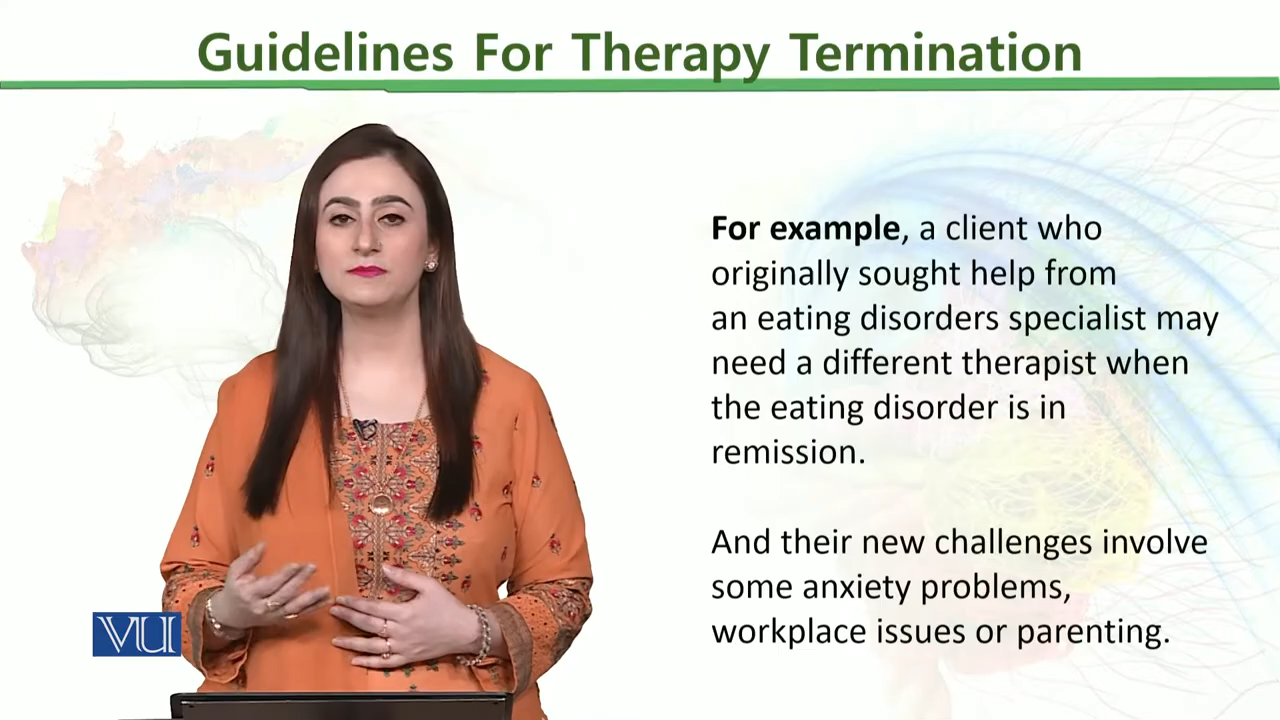 Guidelines For Therapy Termination
For example, a client who
originally sought help from
an eating disorders specialist may
need a different therapist when
the eating disorder is in
remission.
And their new challenges involve
some anxiety problems,
workplace issues or parenting.
VU